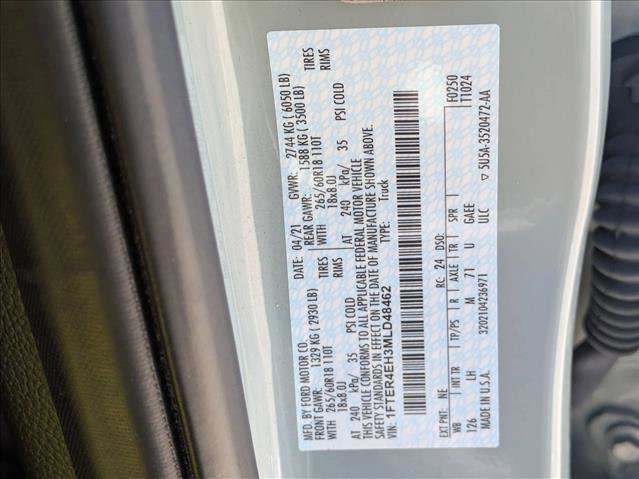 MFD. BY FORD MOTOR CO.
DATE: 04/21 GVWR: 2744 KG ( 6050 LB)
FRONT GAWR: 1329 KG ( 2930 LB) REAR GAWR: 1588 KG ( 3500 LB)
WITH 265/60R18 110T TIRES WITH 265/60R18 110T TIRES
18x8.0J RIMS 18x8.0J RIMS
AT 240 kPa/ 35 PSI COLD AT 240 kPa/ 35 PSI COLD
THIS VEHICLE CONFORMS TO ALL APPLICABLE FEDERAL MOTOR VEHICLE
SAFETY STANDARDS IN EFFECT ON THE DATE OF MANUFACTURE SHOWN ABOVE.
VIN: 1FTER4EH3MLD48462 TYPE: Truck
F0250
T1024
EXT PNT: NE RC: 24 DSO:
WB INT TR TP/PS R AXLE TR SPR
126 LH M 71 U GAEE
MADE IN U.S.A. 3202104236971 ULC ▽ 5U5A-3520472-AA